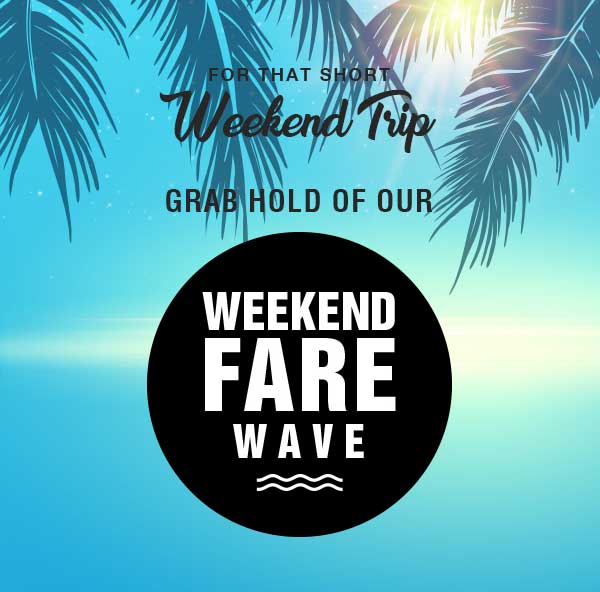 FOR THAT SHORT
Weekend Trip
GRAB HOLD OF OUR
WEEKEND
FARE
WAVE